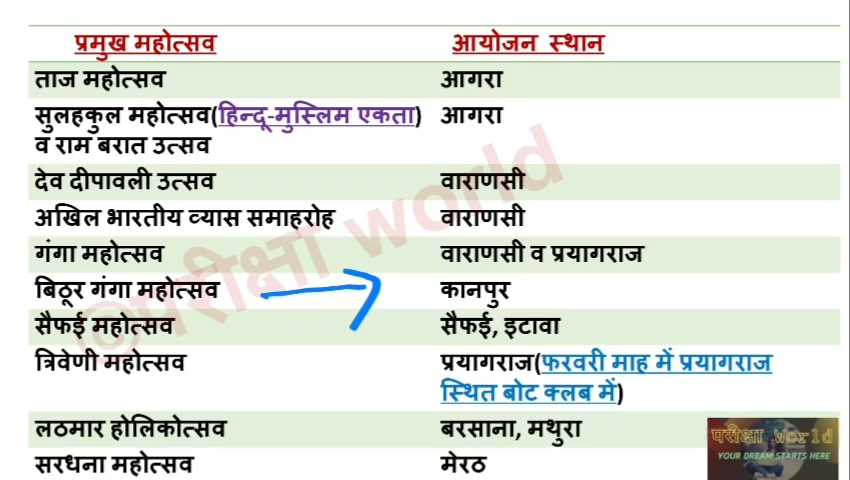 प्रमुख महोत्सव आयोजन स्थान
ताज महोत्सव आगरा
सुलहकुल महोत्सव(हिन्दू-मुस्लिम एकता) आगरा
व राम बरात उत्सव
देव दीपावली उत्सव वाराणसी
अखिल भारतीय व्यास समाहरोह वाराणसी
गंगा महोत्सव वाराणसी व प्रयागराज
बिठूर गंगा महोत्सव कानपुर
सैफई महोत्सव सैफई, इटावा
त्रिवेणी महोत्सव प्रयागराज(फरवरी माह में प्रयागराज
स्थित बोट क्लब में)
लठमार होलिकोत्सव बरसाना, मथुरा
सरधना महोत्सव मेरठ
©परीक्षा world
परीक्षा World
YOUR DREAM STARTS HERE